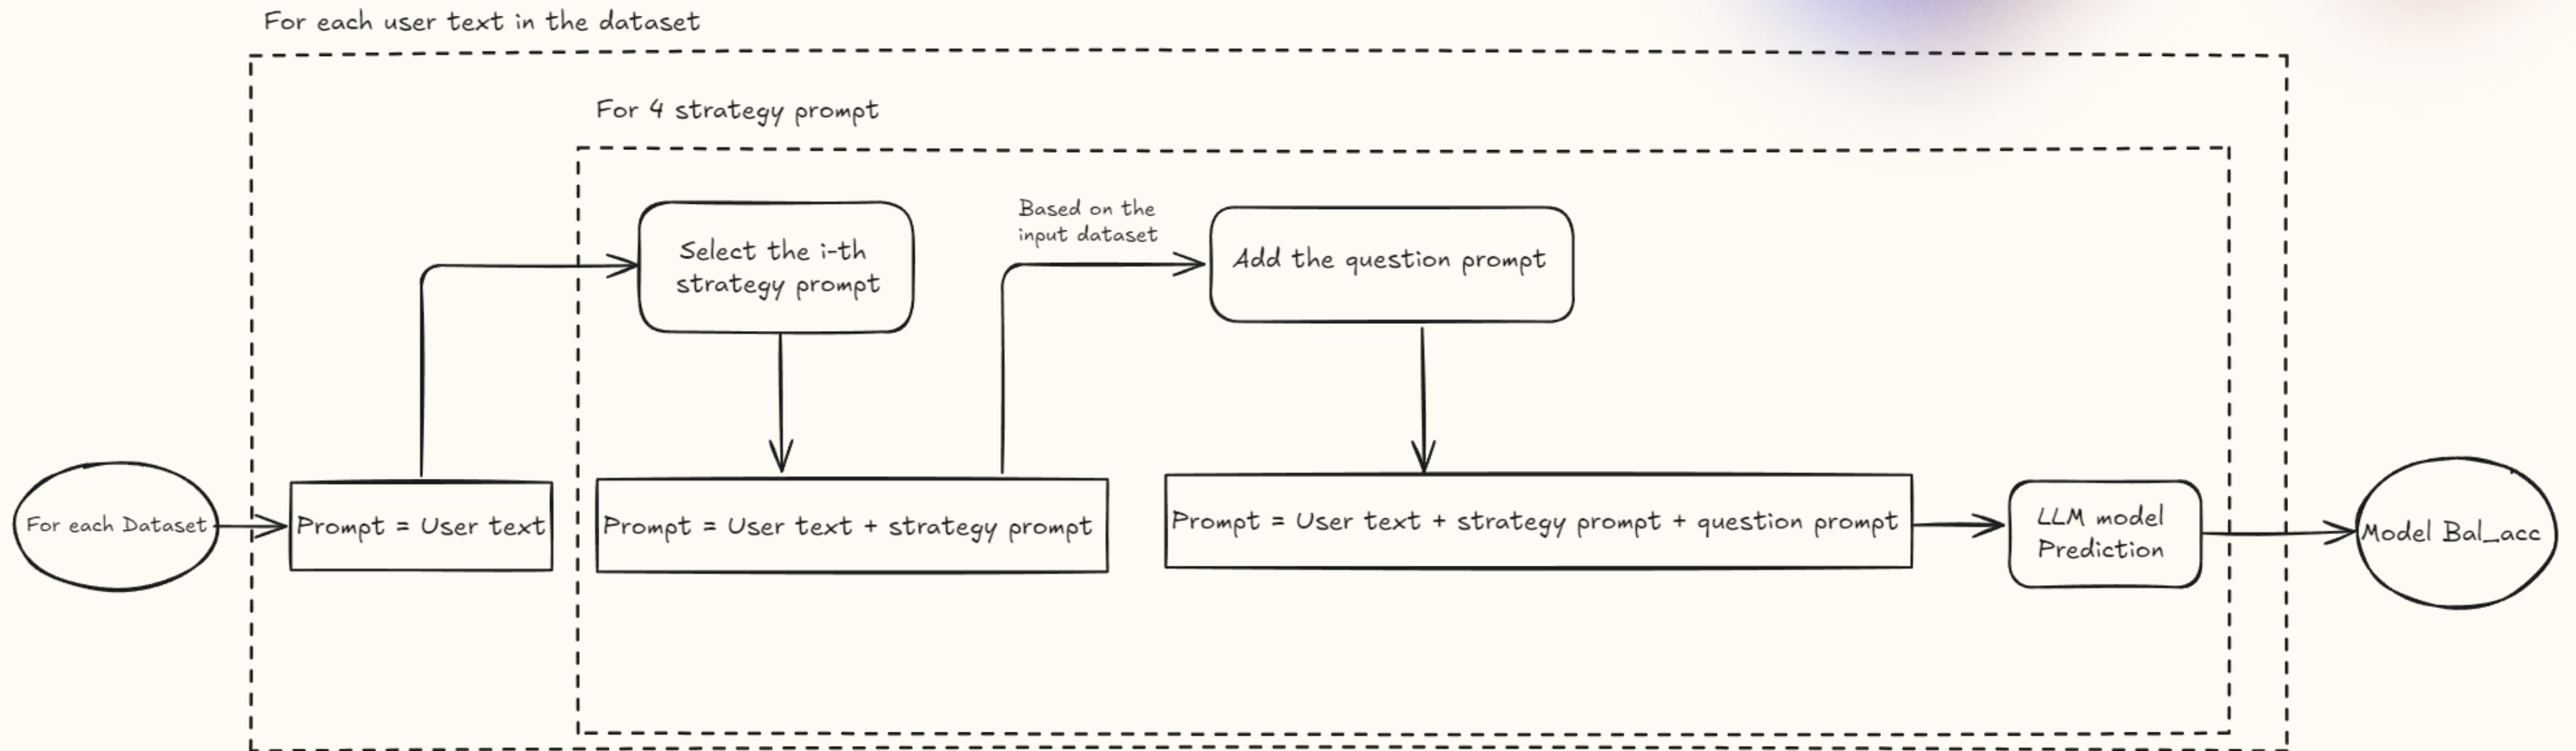 For each user text in the dataset
For 4 strategy prompt
Select the i-th
strategy prompt
Based on the
input dataset
Add the question prompt
For each Dataset
Prompt = User text
Prompt = User text + strategy prompt
Prompt = User text + strategy prompt + question prompt
LLM model
Prediction
Model Bal_acc